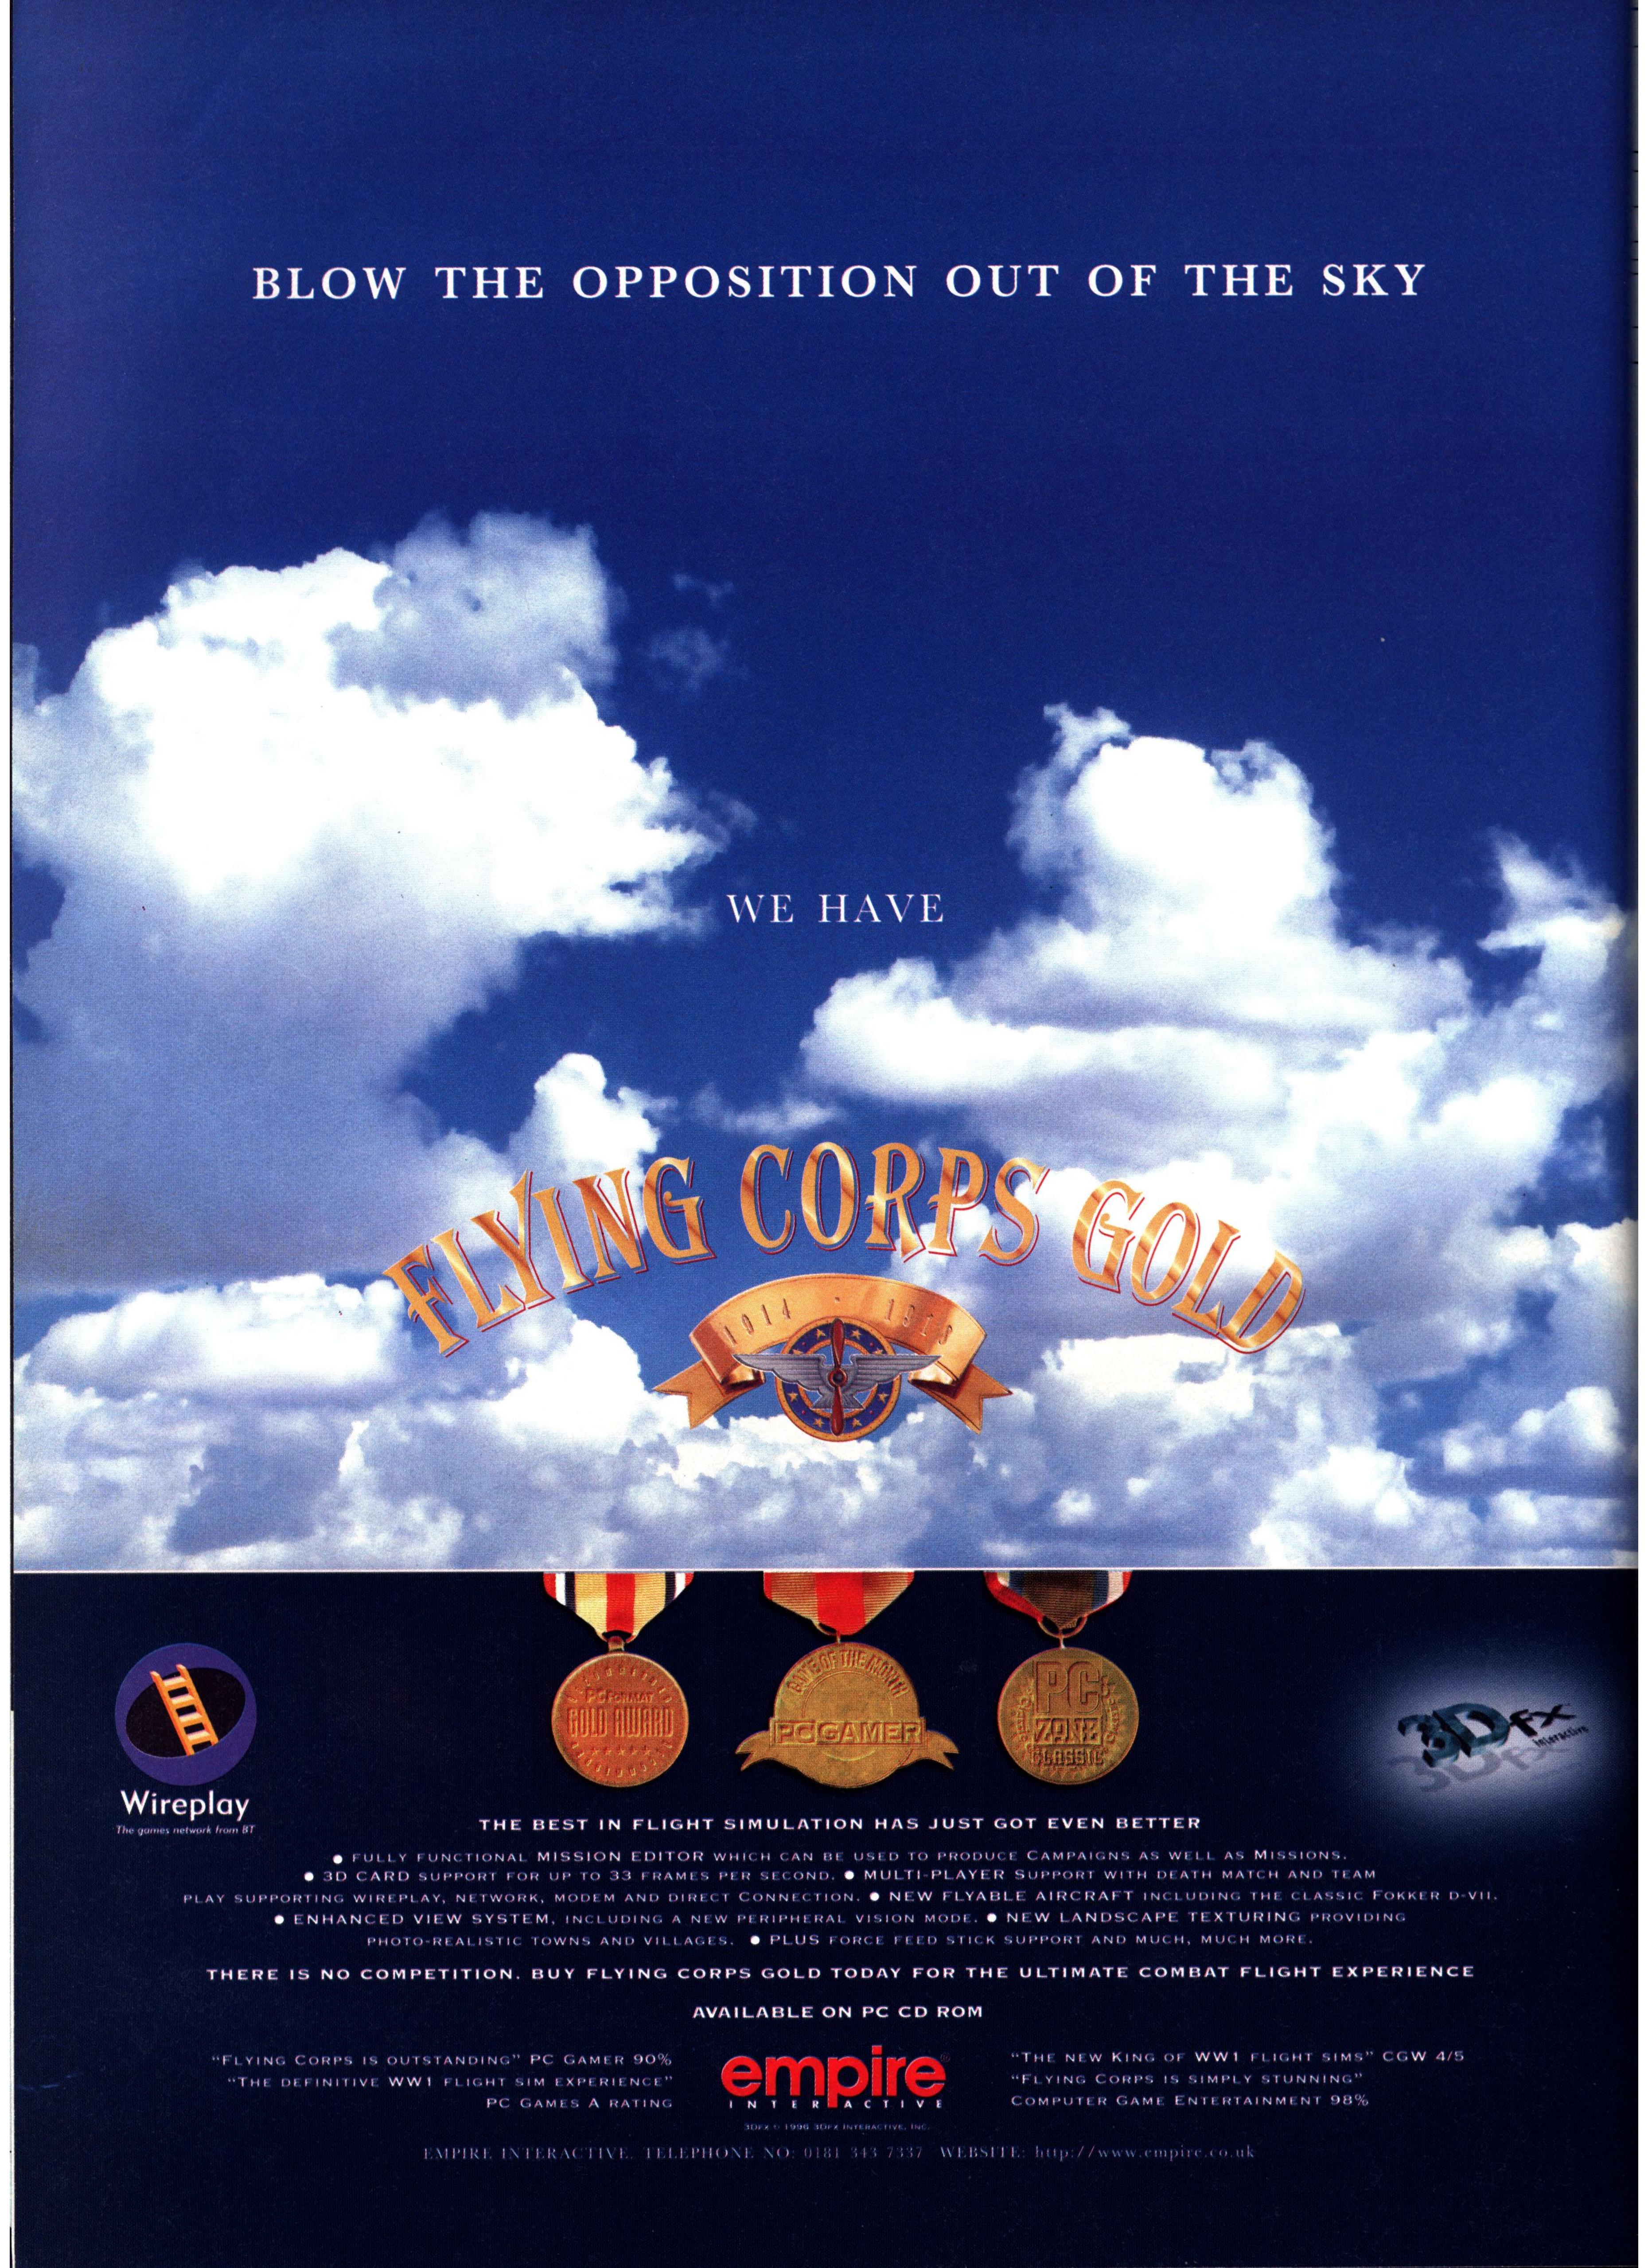 BLOW THE OPPOSITION OUT OF THE SKY
WE HAVE
FLYING CORPS GOLD
1914 · 1918
PC FORMAT
GOLD AWARD
GAME OF THE MONTH
PC GAMER
PC
ZONE
CLASSIC
Wireplay
The games network from BT
3Dfx
Interactive
THE BEST IN FLIGHT SIMULATION HAS JUST GOT EVEN BETTER
● FULLY FUNCTIONAL MISSION EDITOR WHICH CAN BE USED TO PRODUCE CAMPAIGNS AS WELL AS MISSIONS.
● 3D CARD SUPPORT FOR UP TO 33 FRAMES PER SECOND. ● MULTI-PLAYER SUPPORT WITH DEATH MATCH AND TEAM
PLAY SUPPORTING WIREPLAY, NETWORK, MODEM AND DIRECT CONNECTION. ● NEW FLYABLE AIRCRAFT INCLUDING THE CLASSIC FOKKER D-VII.
● ENHANCED VIEW SYSTEM, INCLUDING A NEW PERIPHERAL VISION MODE. ● NEW LANDSCAPE TEXTURING PROVIDING
PHOTO-REALISTIC TOWNS AND VILLAGES. ● PLUS FORCE FEED STICK SUPPORT AND MUCH, MUCH MORE.
THERE IS NO COMPETITION. BUY FLYING CORPS GOLD TODAY FOR THE ULTIMATE COMBAT FLIGHT EXPERIENCE
AVAILABLE ON PC CD ROM
"FLYING CORPS IS OUTSTANDING" PC GAMER 90%
"THE DEFINITIVE WW1 FLIGHT SIM EXPERIENCE"
PC GAMES A RATING
empire®
INTERACTIVE
"THE NEW KING OF WW1 FLIGHT SIMS" CGW 4/5
"FLYING CORPS IS SIMPLY STUNNING"
COMPUTER GAME ENTERTAINMENT 98%
3DFX © 1996 3DFX INTERACTIVE, INC.
EMPIRE INTERACTIVE. TELEPHONE NO: 0181 343 7337 WEBSITE: http://www.empire.co.uk